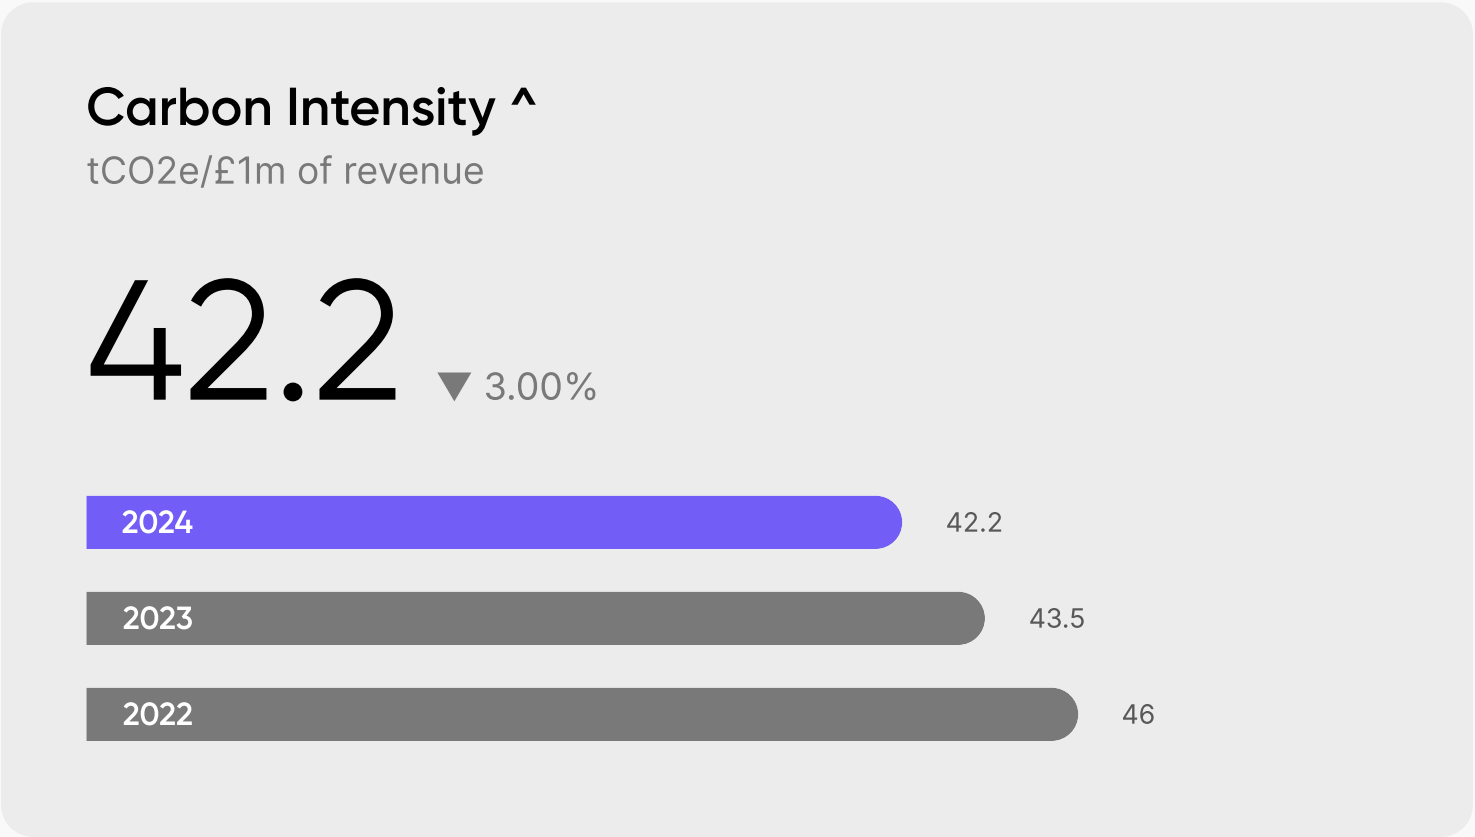 Carbon Intensity ^
tCO2e/£1m of revenue
42.2 ▼ 3.00%
2024 42.2
2023 43.5
2022 46